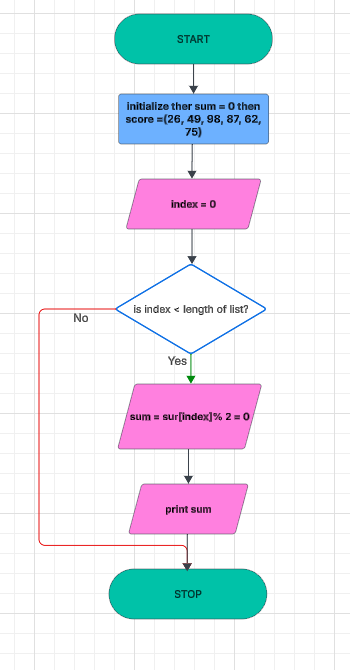 START
initialize ther sum = 0 then
score =(26, 49, 98, 87, 62,
75)
index = 0
is index < length of list?
No
Yes
sum = sur[index]% 2 = 0
print sum
STOP